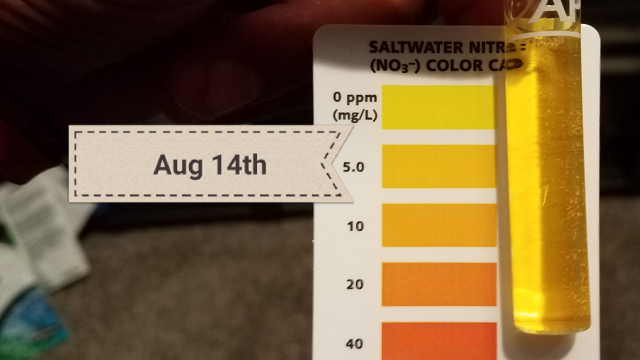 SALTWATER NITR
(NO₃⁻) COLOR CA
0 ppm
(mg/L)
Aug 14th
5.0
10
20
40